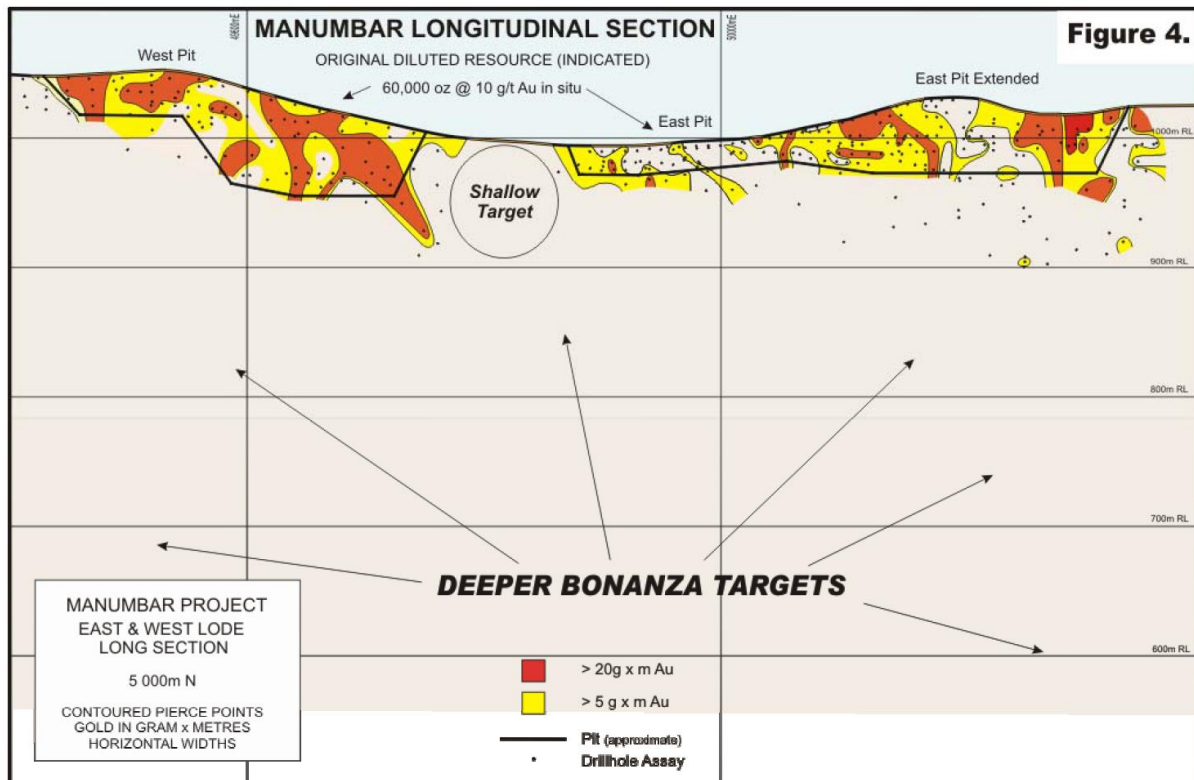 MANUMBAR LONGITUDINAL SECTION
Figure 4.
49600mE
50000mE
ORIGINAL DILUTED RESOURCE (INDICATED)
60,000 oz @ 10 g/t Au in situ
West Pit
East Pit
East Pit Extended
1000m RL
Shallow
Target
900m RL
800m RL
700m RL
DEEPER BONANZA TARGETS
600m RL
MANUMBAR PROJECT
EAST & WEST LODE
LONG SECTION
5 000m N
CONTOURED PIERCE POINTS
GOLD IN GRAM x METRES
HORIZONTAL WIDTHS
> 20g x m Au
> 5 g x m Au
Pit (approximate)
Drillhole Assay